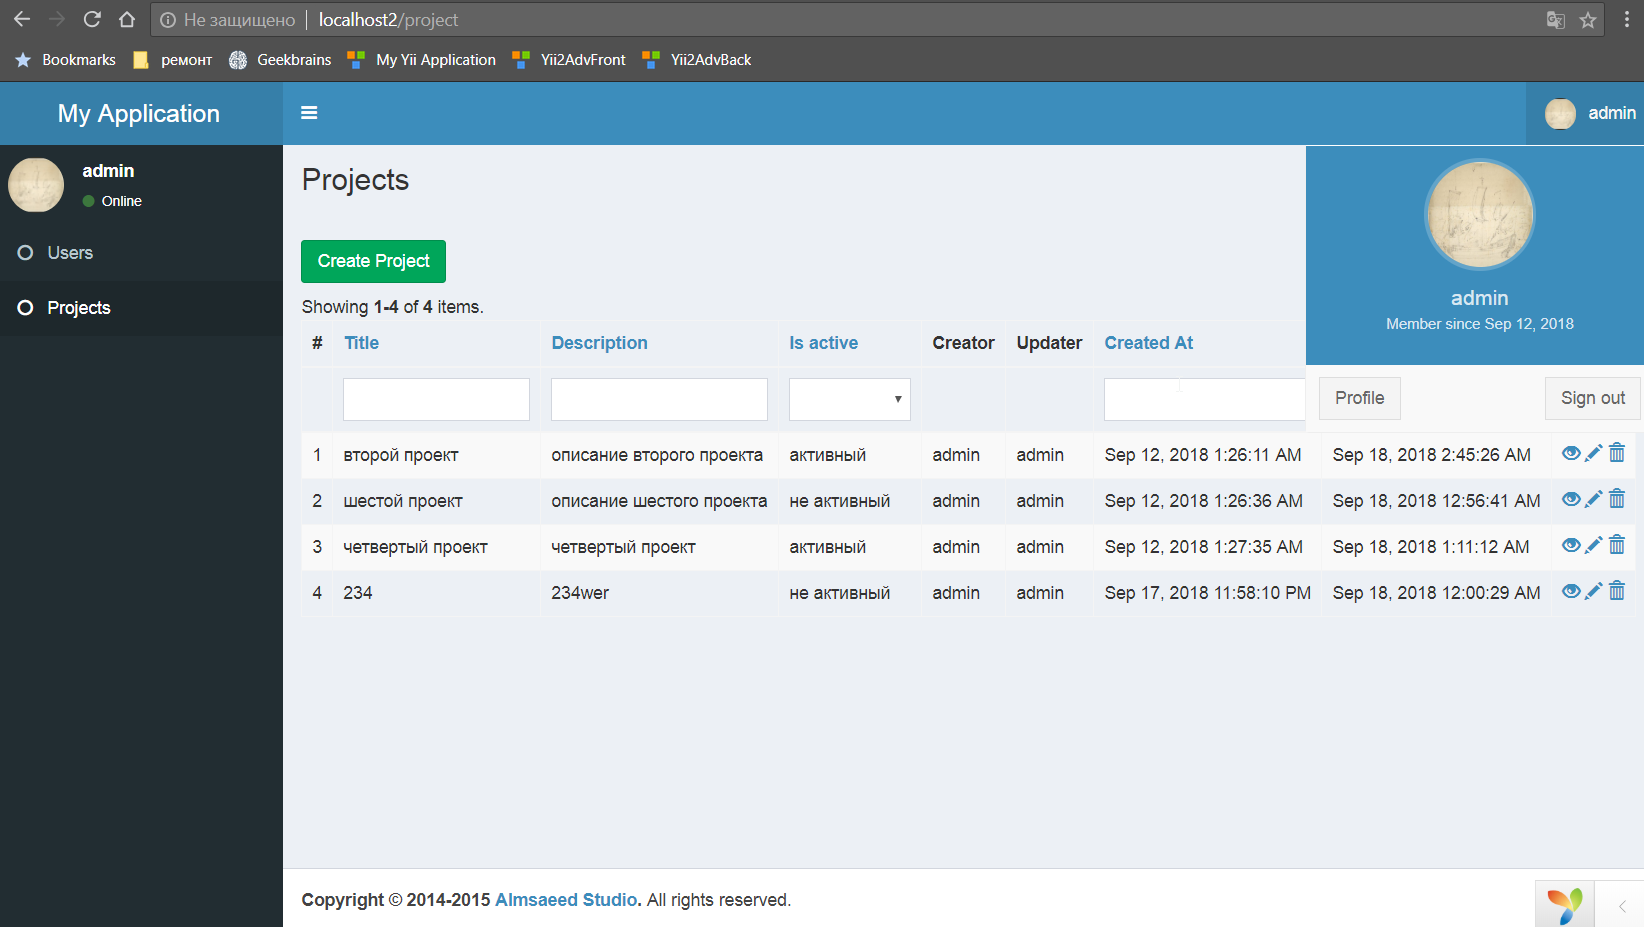 Не защищено localhost2/project
Bookmarks ремонт Geekbrains My Yii Application Yii2AdvFront Yii2AdvBack
My Application
admin
admin
Online
Users
Projects
Projects
Create Project
Showing 1-4 of 4 items.
admin
Member since Sep 12, 2018
Profile Sign out
# Title Description Is active Creator Updater Created At
1 второй проект описание второго проекта активный admin admin Sep 12, 2018 1:26:11 AM Sep 18, 2018 2:45:26 AM
2 шестой проект описание шестого проекта не активный admin admin Sep 12, 2018 1:26:36 AM Sep 18, 2018 12:56:41 AM
3 четвертый проект четвертый проект активный admin admin Sep 12, 2018 1:27:35 AM Sep 18, 2018 1:11:12 AM
4 234 234wer не активный admin admin Sep 17, 2018 11:58:10 PM Sep 18, 2018 12:00:29 AM
Copyright © 2014-2015 Almsaeed Studio. All rights reserved.